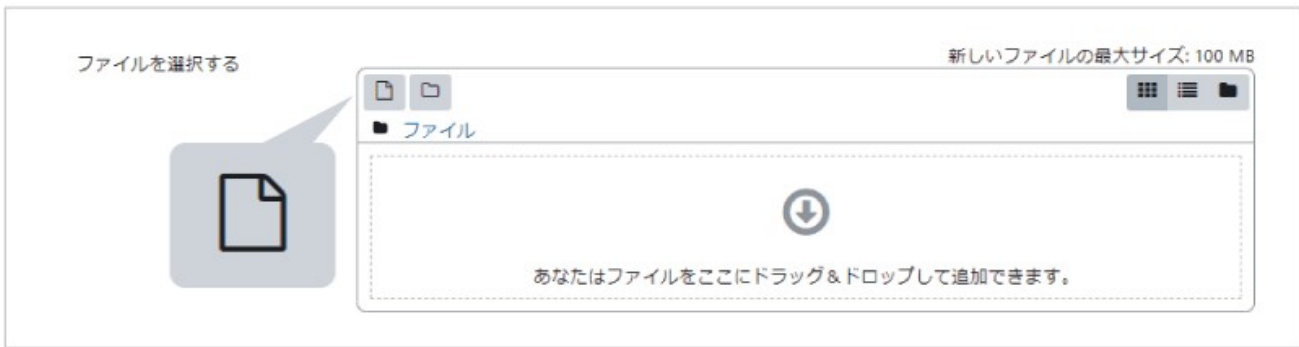 ファイルを選択する
新しいファイルの最大サイズ: 100 MB
ファイル
あなたはファイルをここにドラッグ&ドロップして追加できます。